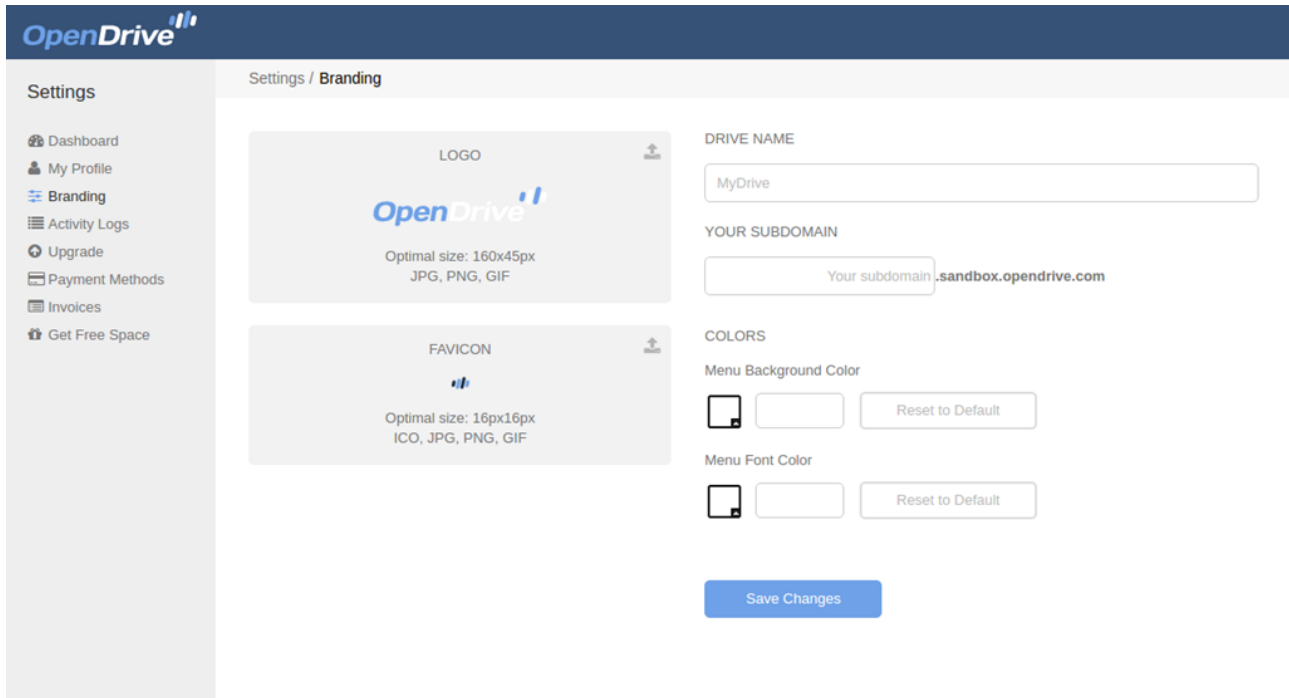 OpenDrive
Settings
Dashboard
My Profile
Branding
Activity Logs
Upgrade
Payment Methods
Invoices
Get Free Space
Settings / Branding
LOGO
OpenDrive
Optimal size: 160x45px
JPG, PNG, GIF
FAVICON
Optimal size: 16px16px
ICO, JPG, PNG, GIF
DRIVE NAME
MyDrive
YOUR SUBDOMAIN
Your subdomain .sandbox.opendrive.com
COLORS
Menu Background Color
Reset to Default
Menu Font Color
Reset to Default
Save Changes